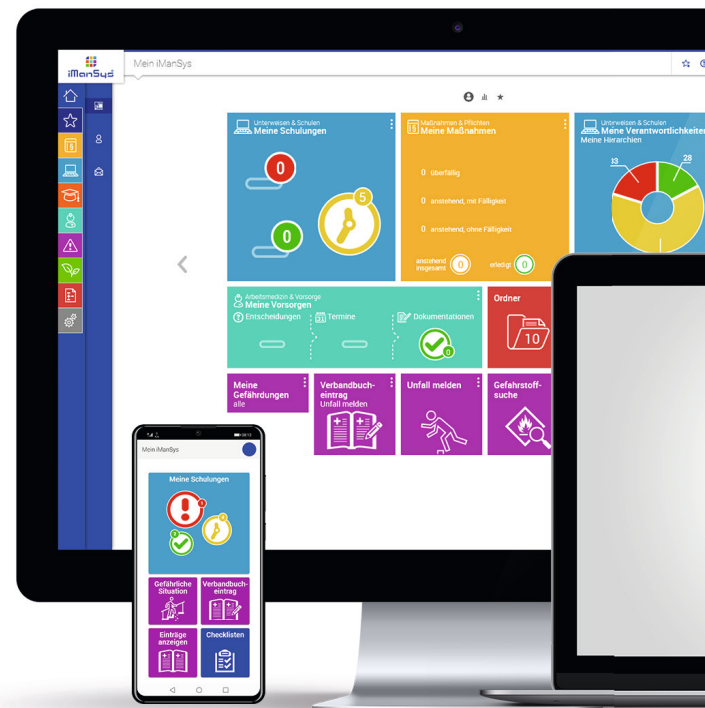 iManSyd
Mein iManSys
Unterweisen & Schulen
Meine Schulungen
0
5
0
Maßnahmen & Pflichten
Meine Maßnahmen
0 überfällig
0 anstehend, mit Fälligkeit
0 anstehend, ohne Fälligkeit
anstehend
insgesamt
0
erledigt
0
Unterweisen & Schulen
Meine Verantwortlichkeiten
Meine Hierarchien
13
28
Arbeitsmedizin & Vorsorge
Meine Vorsorgen
Entscheidungen
Termine
Dokumentationen
0
Ordner
10
Meine
Gefährdungen
alle
Verbandbuch-
eintrag
Unfall melden
Unfall melden
Gefahrstoff-
suche
Mein iManSys
Meine Schulungen
Gefährliche
Situation
Verbandbuch-
eintrag
Einträge
anzeigen
Checklisten